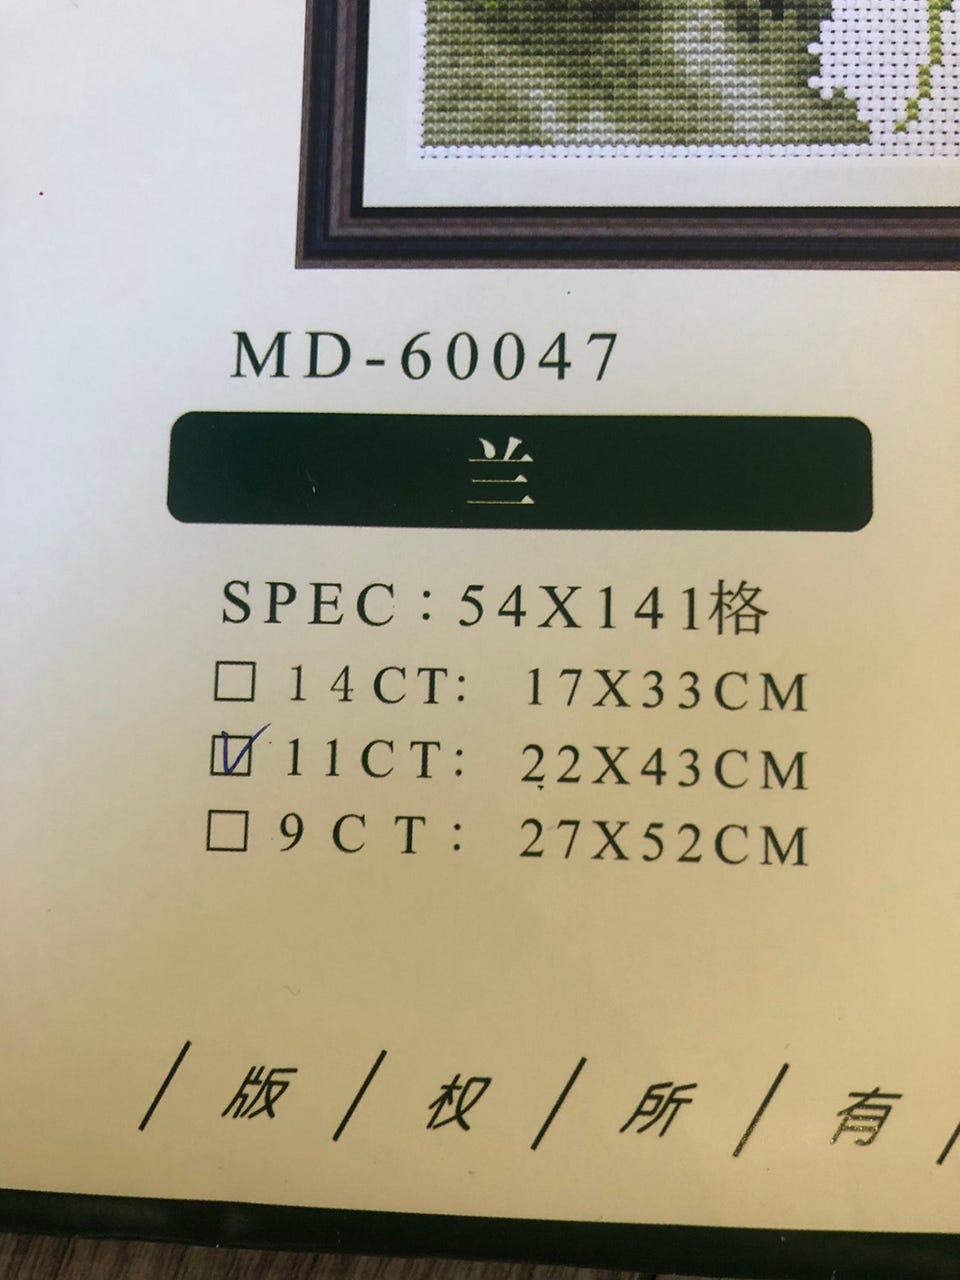 MD-60047
兰
SPEC：54X141格
□ 14CT: 17X33CM
☑ 11CT: 22X43CM
□ 9CT: 27X52CM
/ 版 / 权 / 所 / 有 /